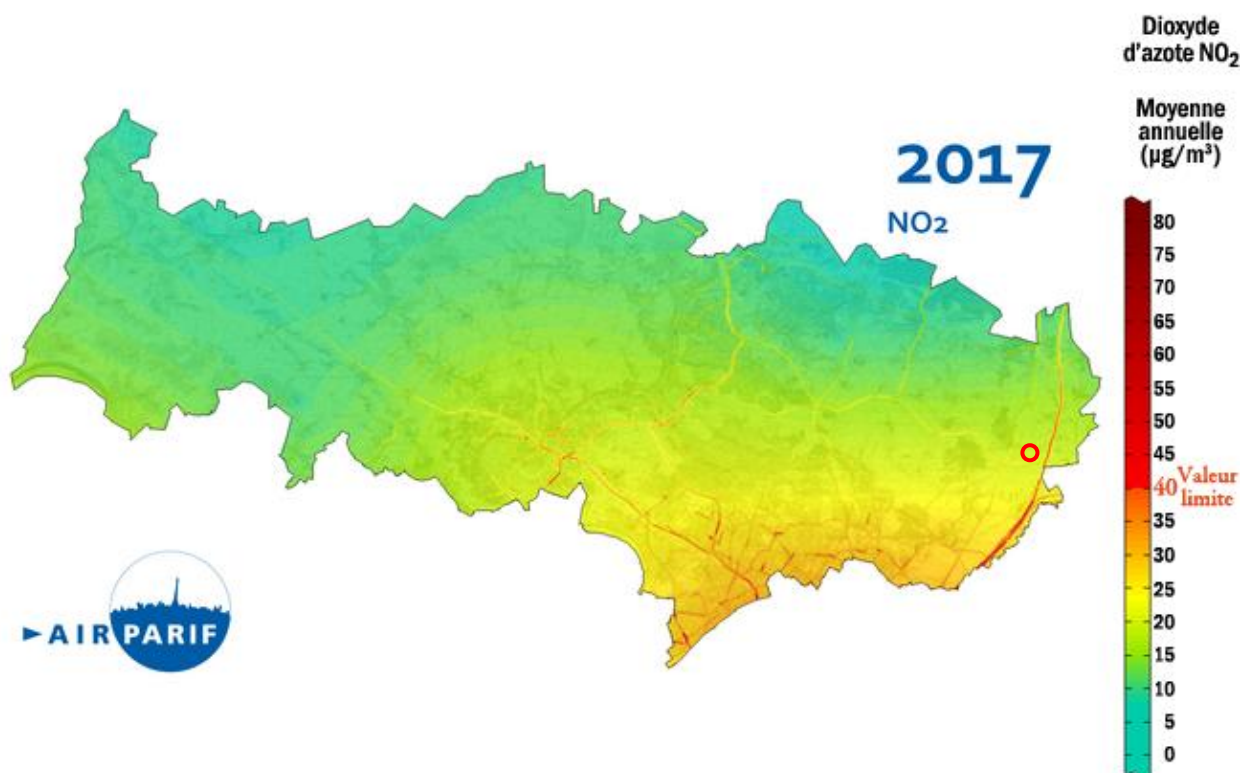 Dioxyde
d'azote NO₂
Moyenne
annuelle
(µg/m³)
2017
NO2
80
75
70
65
60
55
50
45
40 Valeur
limite
35
30
25
20
15
10
5
0
►AIRPARIF